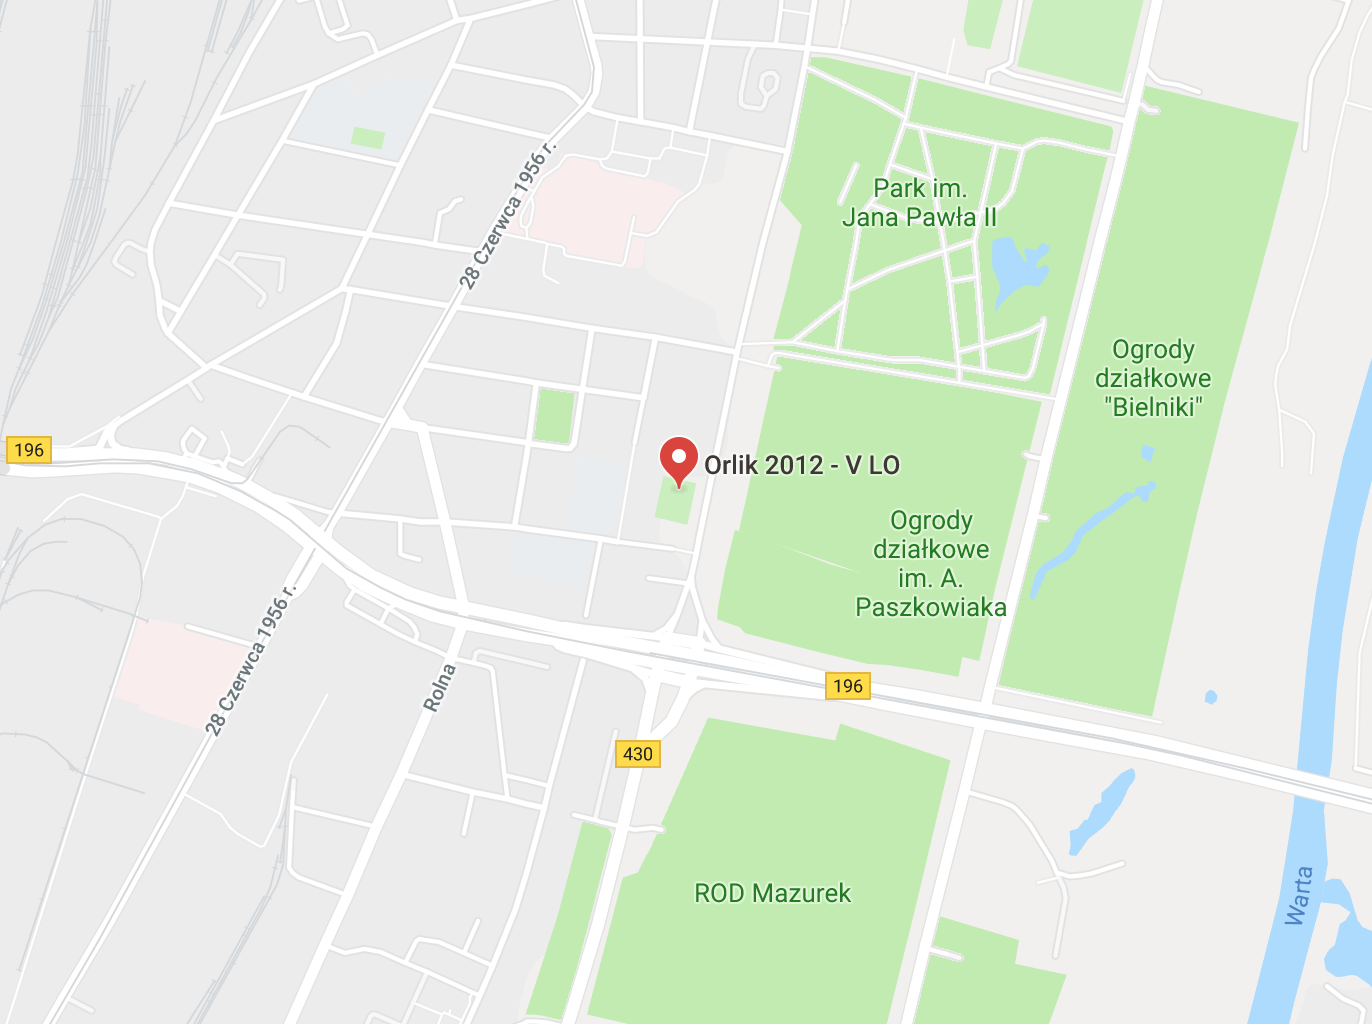 28 Czerwca 1956 r.
Park im.
Jana Pawła II
Ogrody
działkowe
"Bielniki"
196
Orlik 2012 - V LO
Ogrody
działkowe
im. A.
Paszkowiaka
28 Czerwca 1956 r.
Rolna
196
430
ROD Mazurek
Warta